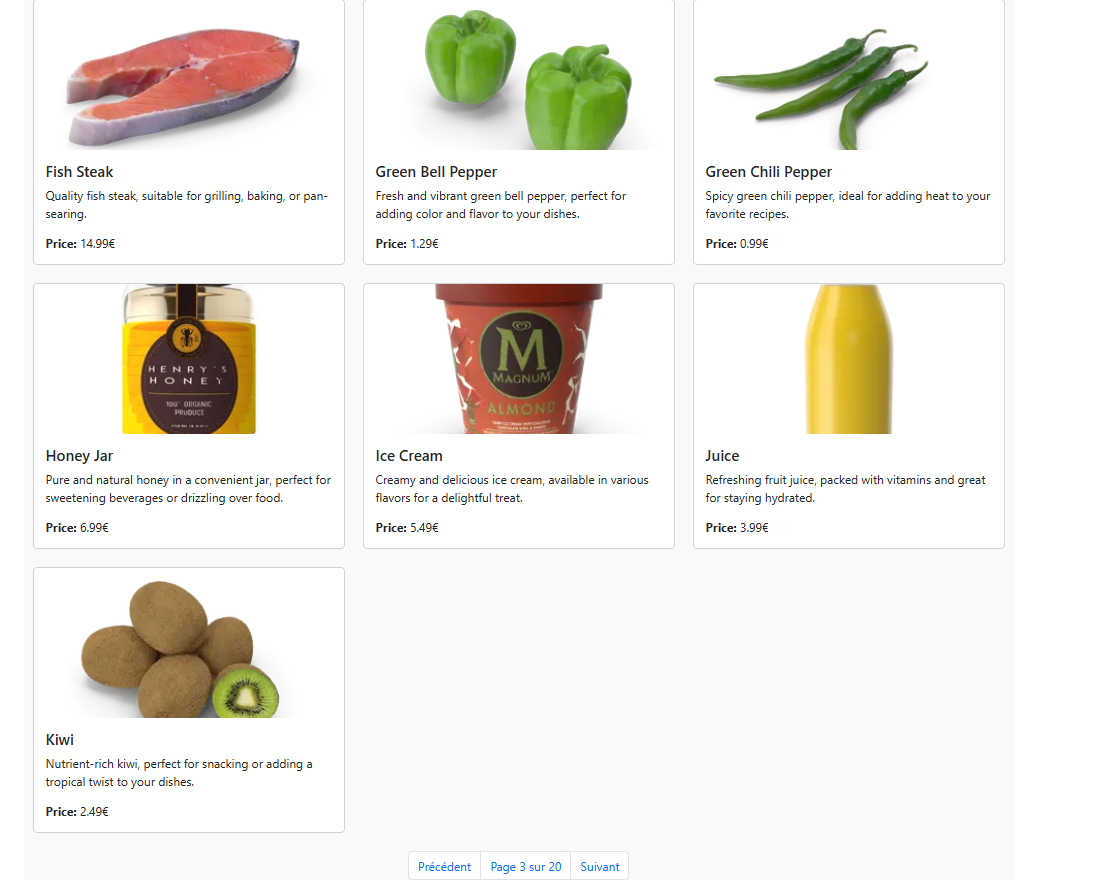 Fish Steak
Quality fish steak, suitable for grilling, baking, or pan-
searing.
Price: 14.99€
Green Bell Pepper
Fresh and vibrant green bell pepper, perfect for
adding color and flavor to your dishes.
Price: 1.29€
Green Chili Pepper
Spicy green chili pepper, ideal for adding heat to your
favorite recipes.
Price: 0.99€
HENRY'S
HONEY
100% ORGANIC
PRODUCE
Honey Jar
Pure and natural honey in a convenient jar, perfect for
sweetening beverages or drizzling over food.
Price: 6.99€
M
MAGNUM
ALMOND
Ice Cream
Creamy and delicious ice cream, available in various
flavors for a delightful treat.
Price: 5.49€
Juice
Refreshing fruit juice, packed with vitamins and great
for staying hydrated.
Price: 3.99€
Kiwi
Nutrient-rich kiwi, perfect for snacking or adding a
tropical twist to your dishes.
Price: 2.49€
Précédent Page 3 sur 20 Suivant